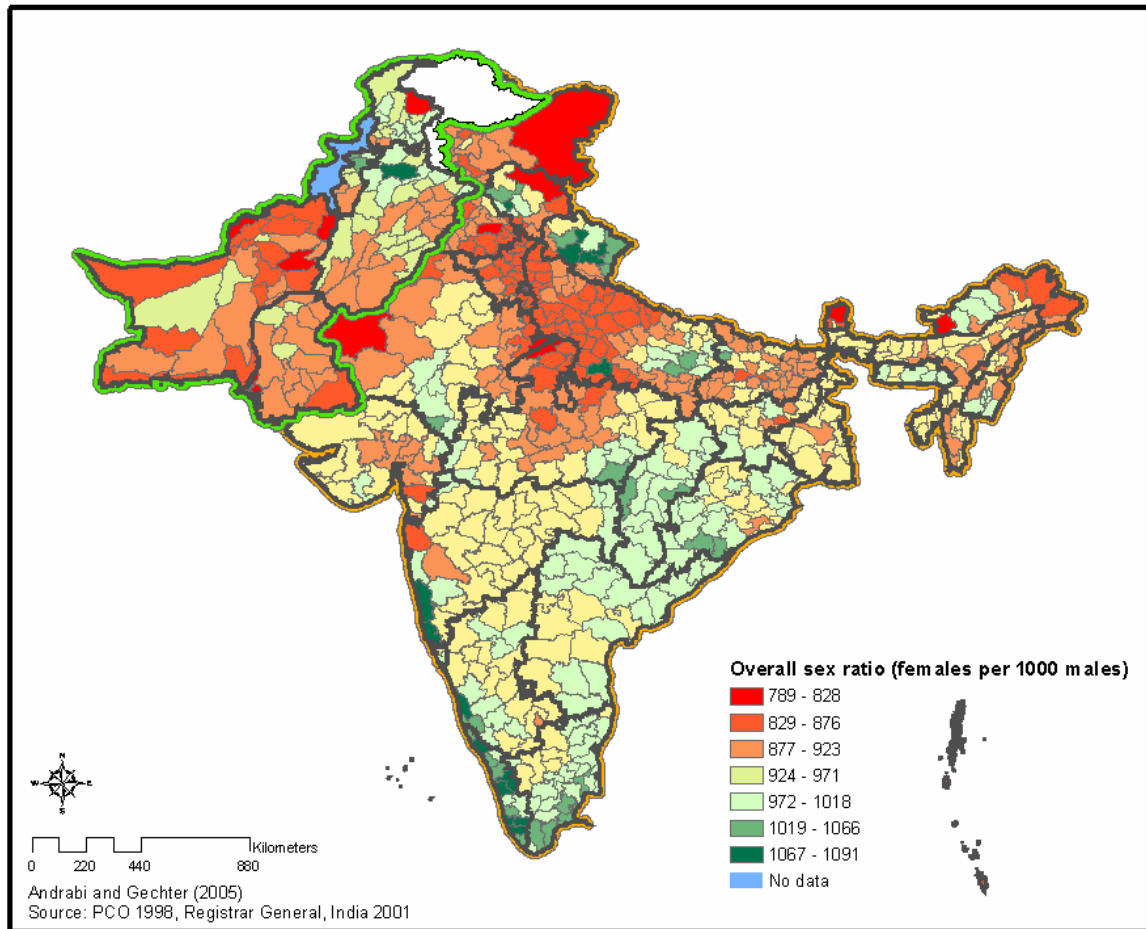 Overall sex ratio (females per 1000 males)
789 - 828
829 - 876
877 - 923
924 - 971
972 - 1018
1019 - 1066
1067 - 1091
No data
N
W E
S
Kilometers
0 220 440 880
Andrabi and Gechter (2005)
Source: PCO 1998, Registrar General, India 2001